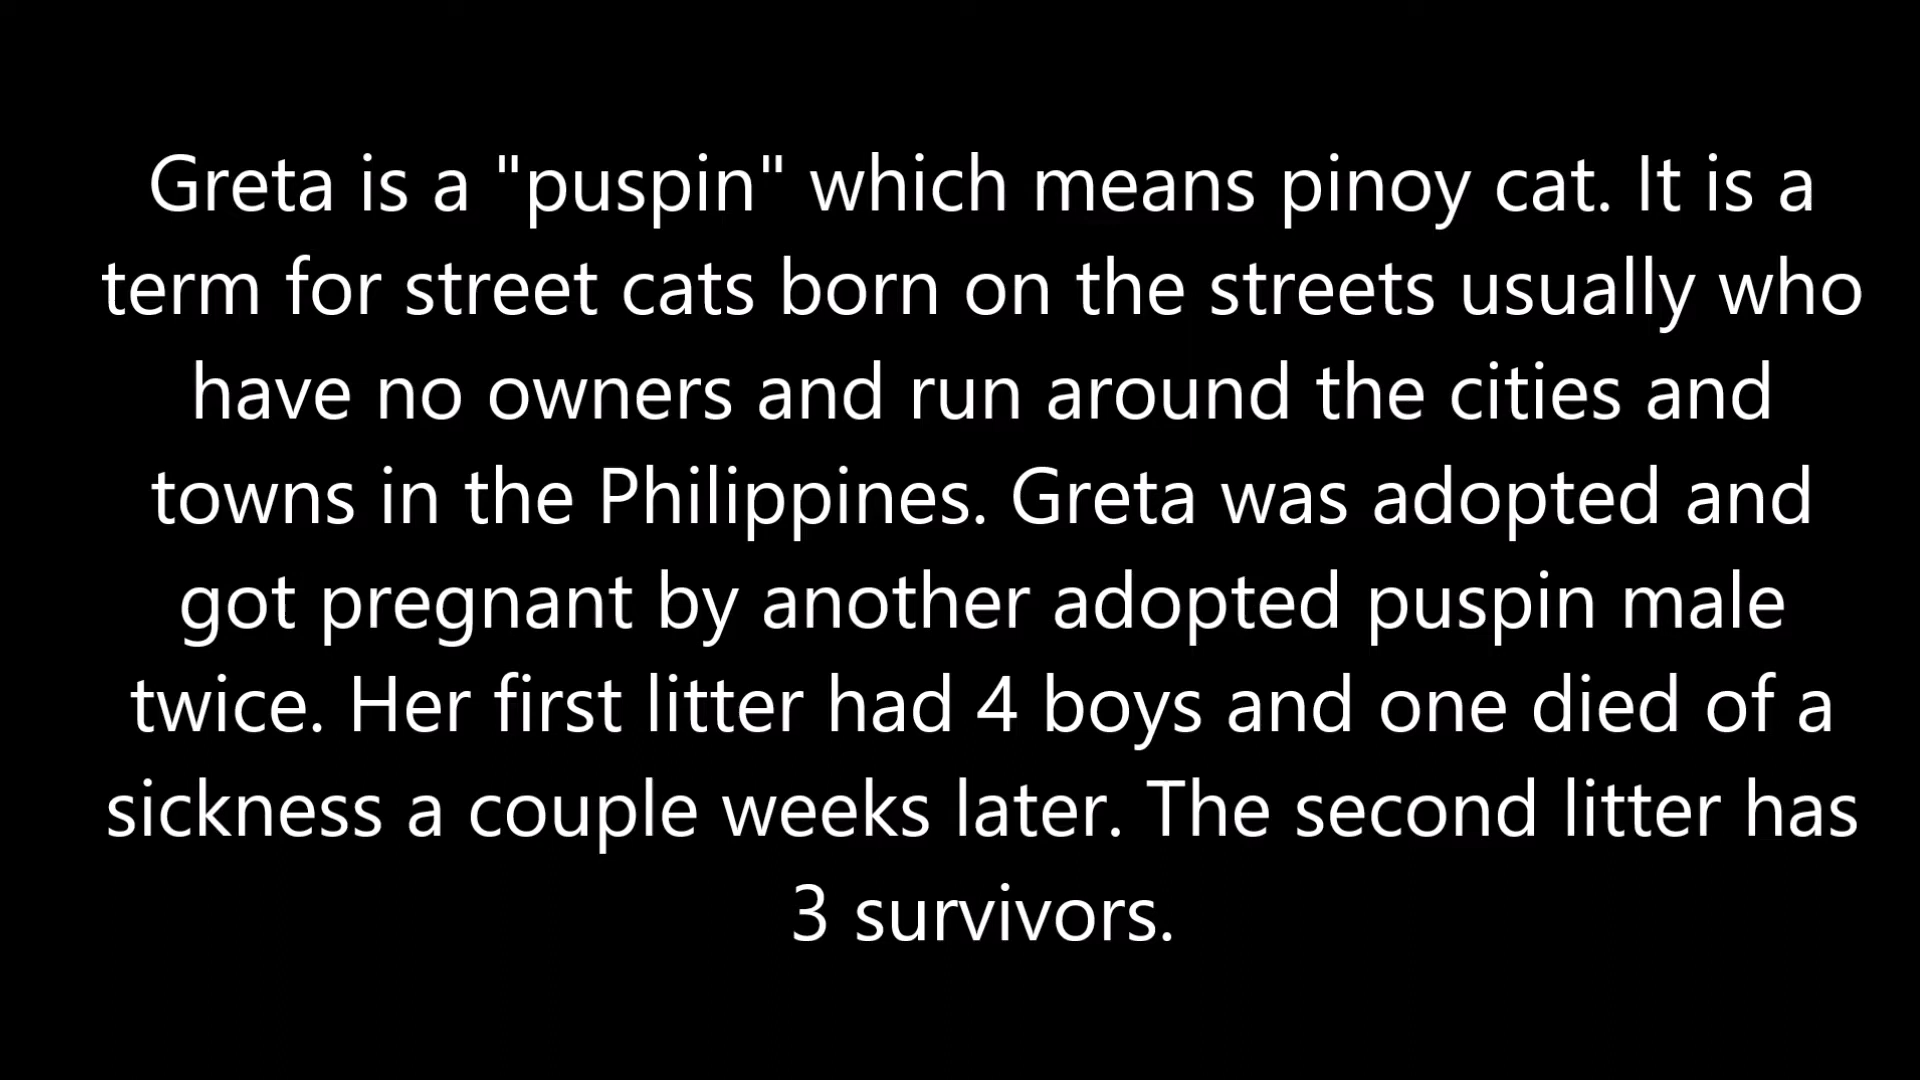 Greta is a "puspin" which means pinoy cat. It is a
term for street cats born on the streets usually who
have no owners and run around the cities and
towns in the Philippines. Greta was adopted and
got pregnant by another adopted puspin male
twice. Her first litter had 4 boys and one died of a
sickness a couple weeks later. The second litter has
3 survivors.